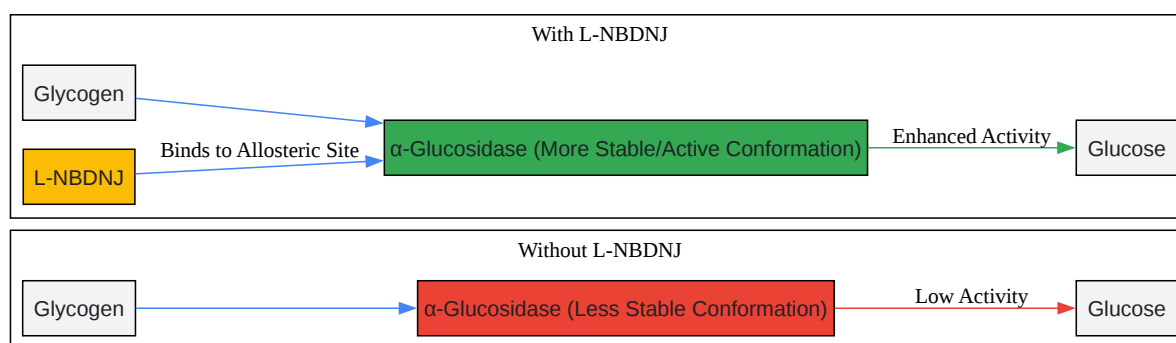 With L-NBDNJ
Glycogen
Binds to Allosteric Site
L-NBDNJ
α-Glucosidase (More Stable/Active Conformation)
Enhanced Activity
Glucose
Without L-NBDNJ
Glycogen
α-Glucosidase (Less Stable Conformation)
Low Activity
Glucose